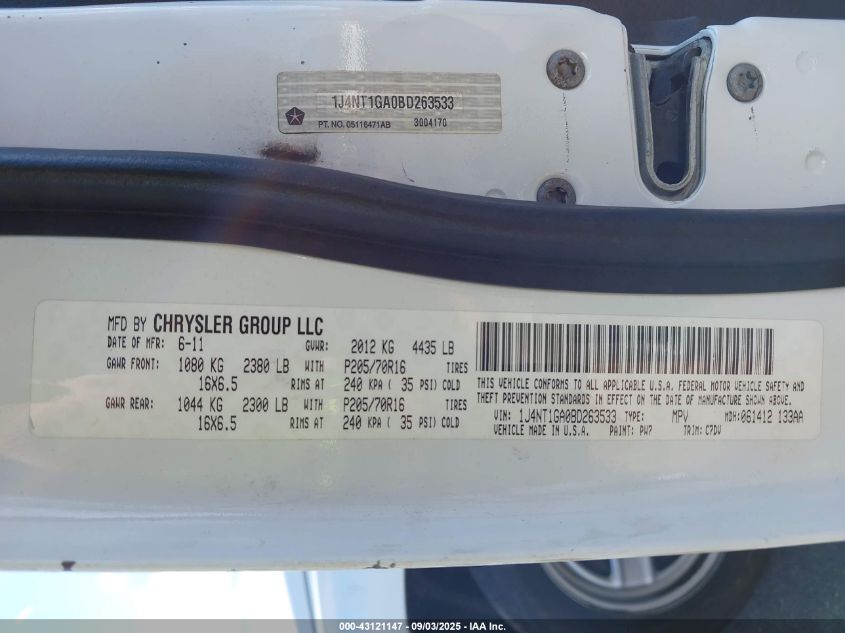 1J4NT1GA0BD263533
PT. NO. 05116471AB 3004170
MFD BY CHRYSLER GROUP LLC
DATE OF MFR: 6-11 GVWR: 2012 KG 4435 LB
GAWR FRONT: 1080 KG 2380 LB WITH P205/70R16 TIRES
16X6.5 RIMS AT 240 KPA ( 35 PSI) COLD
GAWR REAR: 1044 KG 2300 LB WITH P205/70R16 TIRES
16X6.5 RIMS AT 240 KPA ( 35 PSI) COLD
THIS VEHICLE CONFORMS TO ALL APPLICABLE U.S.A. FEDERAL MOTOR VEHICLE SAFETY AND
THEFT PREVENTION STANDARDS IN EFFECT ON THE DATE OF MANUFACTURE SHOWN ABOVE.
VIN: 1J4NT1GA0BD263533 TYPE: MPV MDH: 061412 133AA
VEHICLE MADE IN U.S.A. PAINT: PW7 TRIM: C7DV
000-43121147 - 09/03/2025 - IAA Inc.